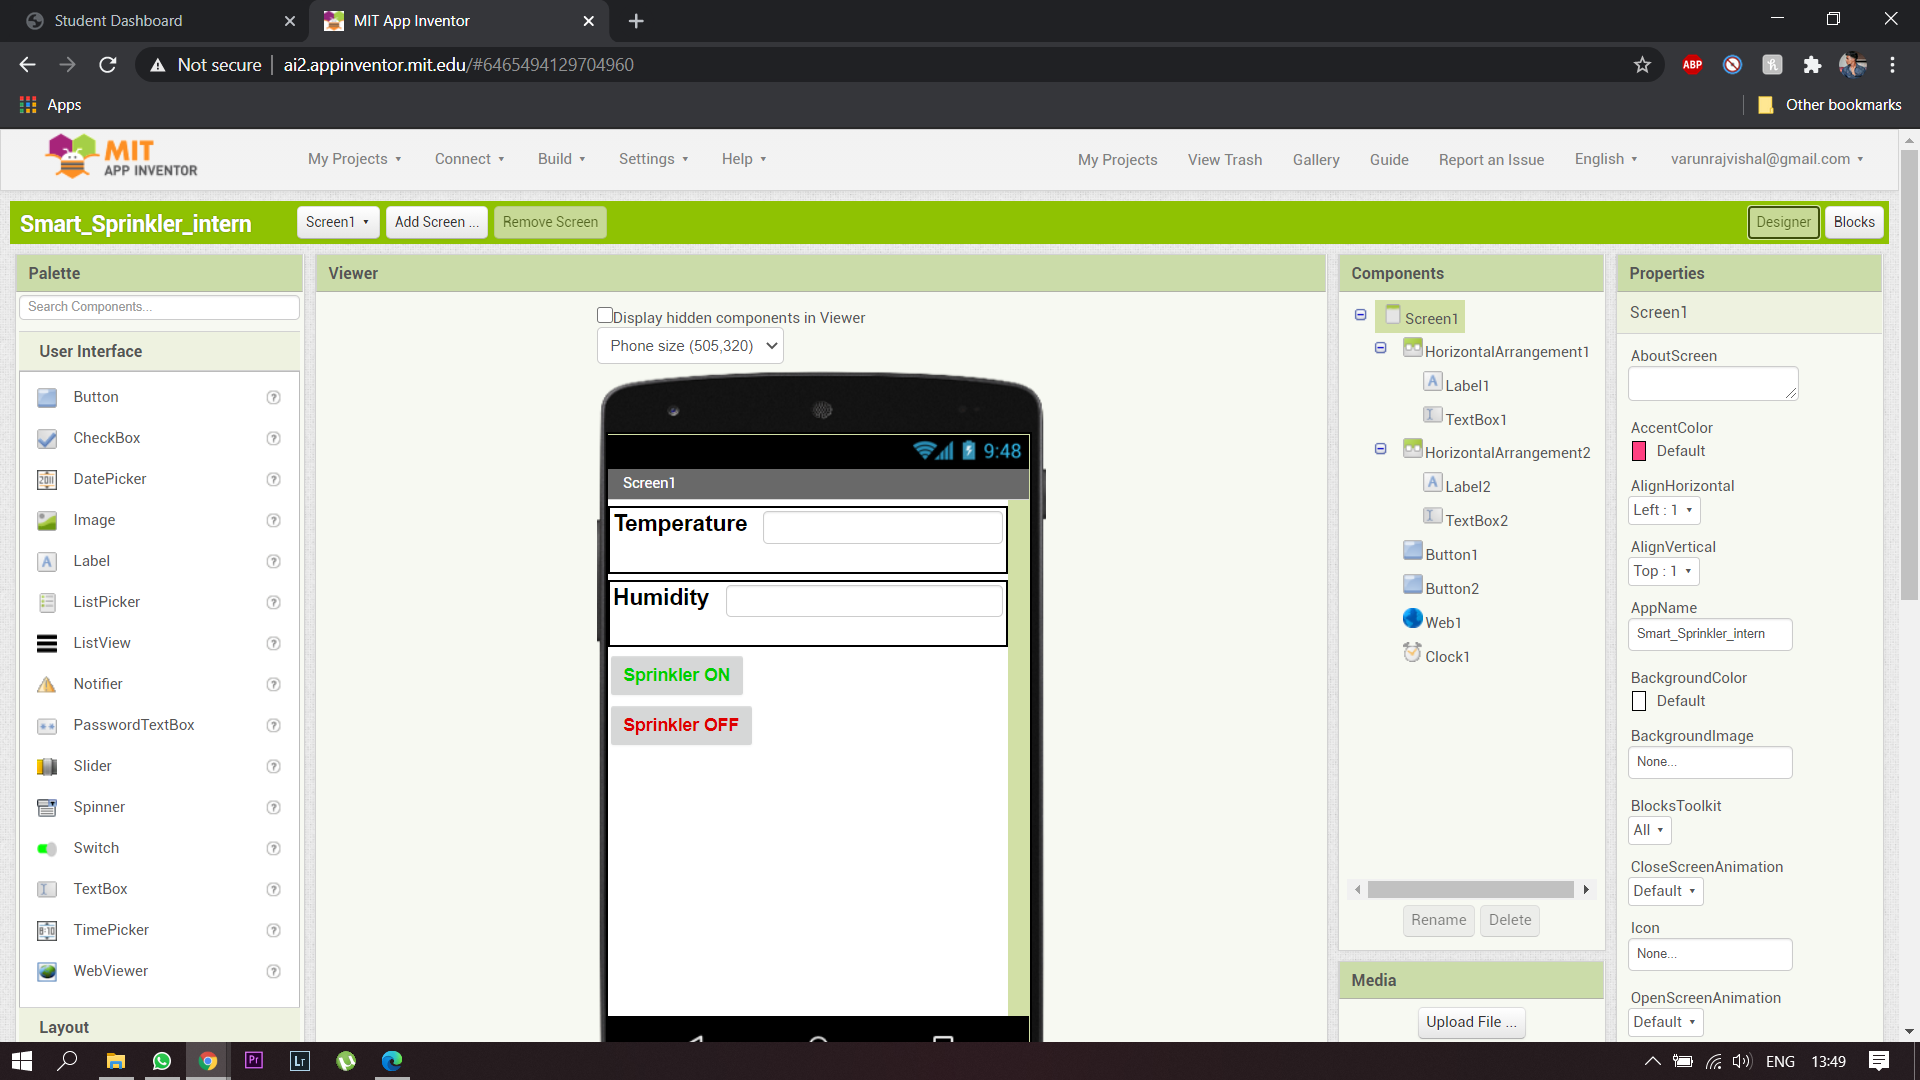 Student Dashboard
MIT App Inventor
Not secure | ai2.appinventor.mit.edu/#6465494129704960
ABP
Apps
Other bookmarks
MIT
APP INVENTOR
My Projects
Connect
Build
Settings
Help
My Projects
View Trash
Gallery
Guide
Report an Issue
English
varunrajvishal@gmail.com
Smart_Sprinkler_intern
Screen1
Add Screen ...
Remove Screen
Designer
Blocks
Palette
Search Components...
User Interface
Button
CheckBox
DatePicker
Image
Label
ListPicker
ListView
Notifier
PasswordTextBox
Slider
Spinner
Switch
TextBox
TimePicker
WebViewer
Layout
Viewer
Display hidden components in Viewer
Phone size (505,320)
9:48
Screen1
Temperature
Humidity
Sprinkler ON
Sprinkler OFF
Components
Screen1
HorizontalArrangement1
Label1
TextBox1
HorizontalArrangement2
Label2
TextBox2
Button1
Button2
Web1
Clock1
Rename
Delete
Media
Upload File ...
Properties
Screen1
AboutScreen
AccentColor
Default
AlignHorizontal
Left : 1
AlignVertical
Top : 1
AppName
Smart_Sprinkler_intern
BackgroundColor
Default
BackgroundImage
None...
BlocksToolkit
All
CloseScreenAnimation
Default
Icon
None...
OpenScreenAnimation
Default
Pr
Lr
ENG
13:49